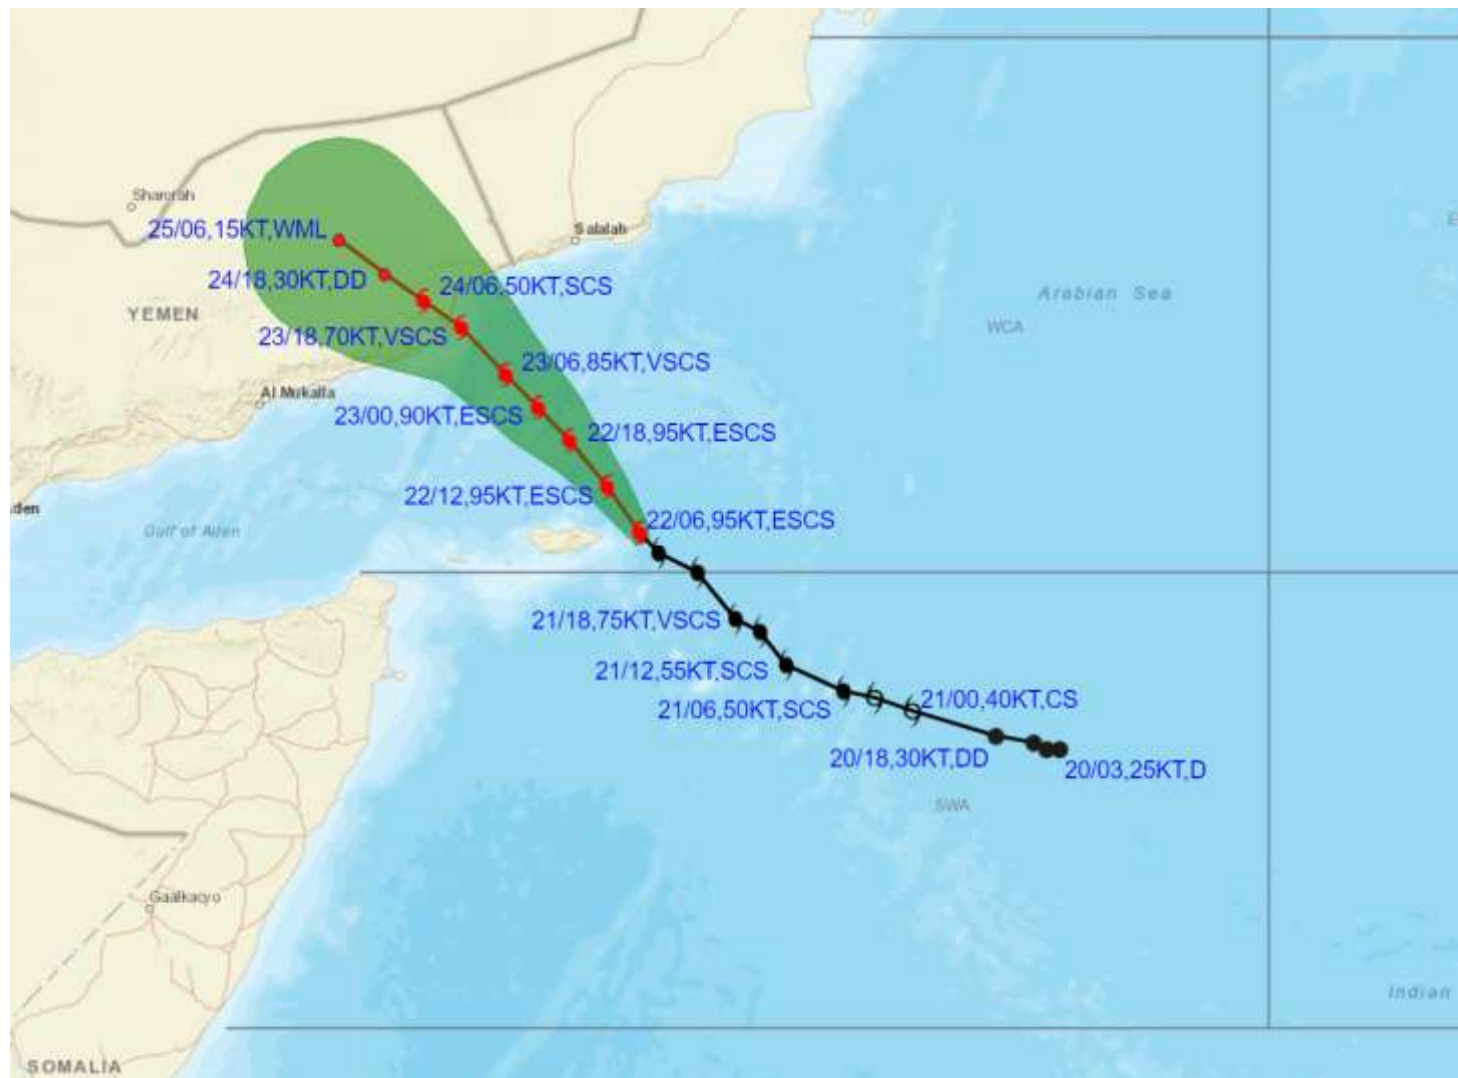 Sharorah
25/06,15KT,WML
Salalah
24/18,30KT,DD
24/06,50KT,SCS
Arabian Sea
YEMEN
WCA
23/18,70KT,VSCS
23/06,85KT,VSCS
Al Mukalla
23/00,90KT,ESCS
22/18,95KT,ESCS
22/12,95KT,ESCS
den
22/06,95KT,ESCS
Gulf of Aden
21/18,75KT,VSCS
21/12,55KT,SCS
21/00,40KT,CS
21/06,50KT,SCS
20/18,30KT,DD
20/03,25KT,D
SWA
Gaalkacyo
Indian
SOMALIA